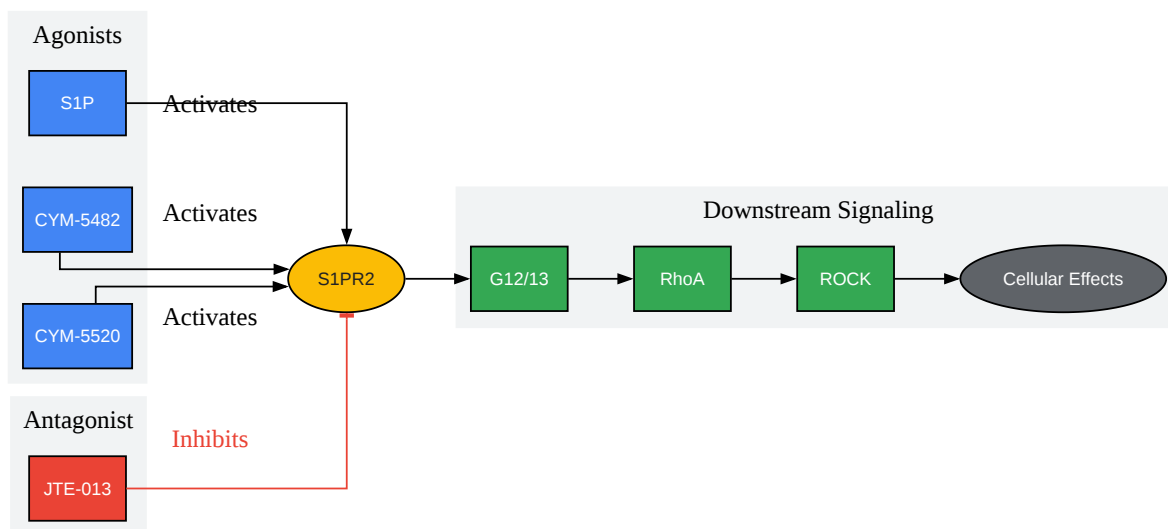 Agonists
S1P
Activates
CYM-5482
Activates
CYM-5520
Activates
S1PR2
Downstream Signaling
G12/13
RhoA
ROCK
Cellular Effects
Antagonist
JTE-013
Inhibits